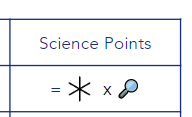 Science Points
= * x 🔎